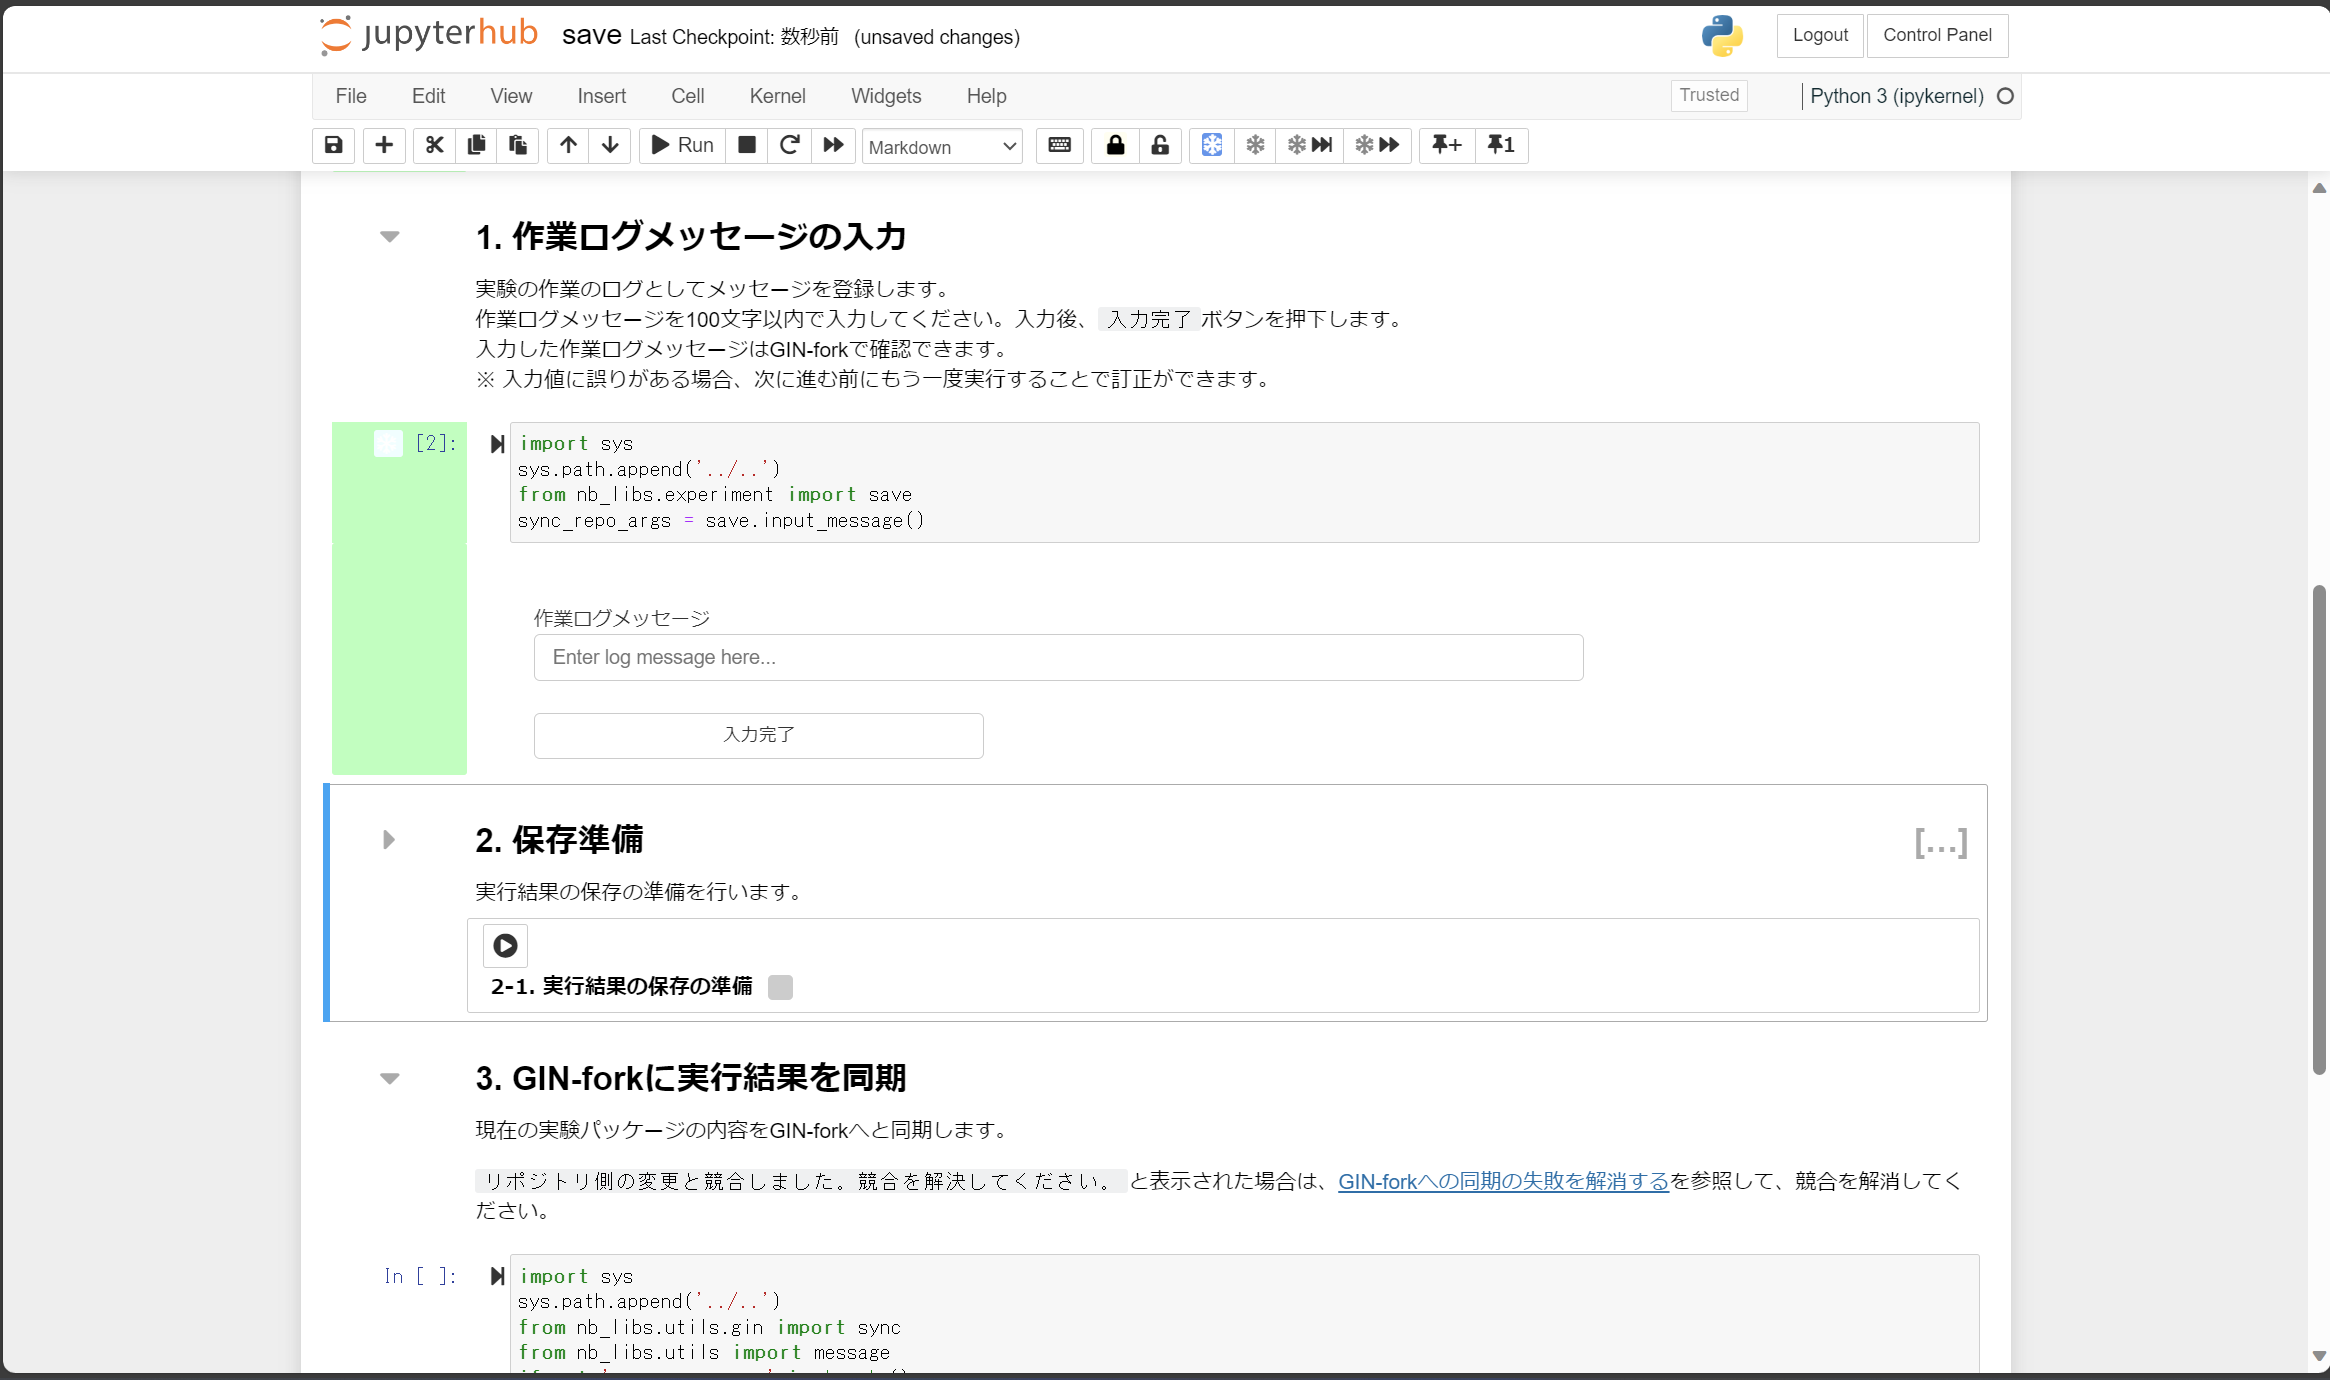 jupyterhub save Last Checkpoint: 数秒前 (unsaved changes) Logout Control Panel
File Edit View Insert Cell Kernel Widgets Help Trusted Python 3 (ipykernel)
Run Markdown +1
1. 作業ログメッセージの入力
実験の作業のログとしてメッセージを登録します。
作業ログメッセージを100文字以内で入力してください。入力後、 入力完了 ボタンを押下します。
入力した作業ログメッセージはGIN-forkで確認できます。
※ 入力値に誤りがある場合、次に進む前にもう一度実行することで訂正ができます。
[2]: import sys
sys.path.append('../..')
from nb_libs.experiment import save
sync_repo_args = save.input_message()
作業ログメッセージ
Enter log message here...
入力完了
2. 保存準備 [...]
実行結果の保存の準備を行います。
2-1. 実行結果の保存の準備
3. GIN-forkに実行結果を同期
現在の実験パッケージの内容をGIN-forkへと同期します。
リポジトリ側の変更と競合しました。競合を解決してください。 と表示された場合は、GIN-forkへの同期の失敗を解消するを参照して、競合を解消してく
ださい。
In [ ]: import sys
sys.path.append('../..')
from nb_libs.utils.gin import sync
from nb_libs.utils import message